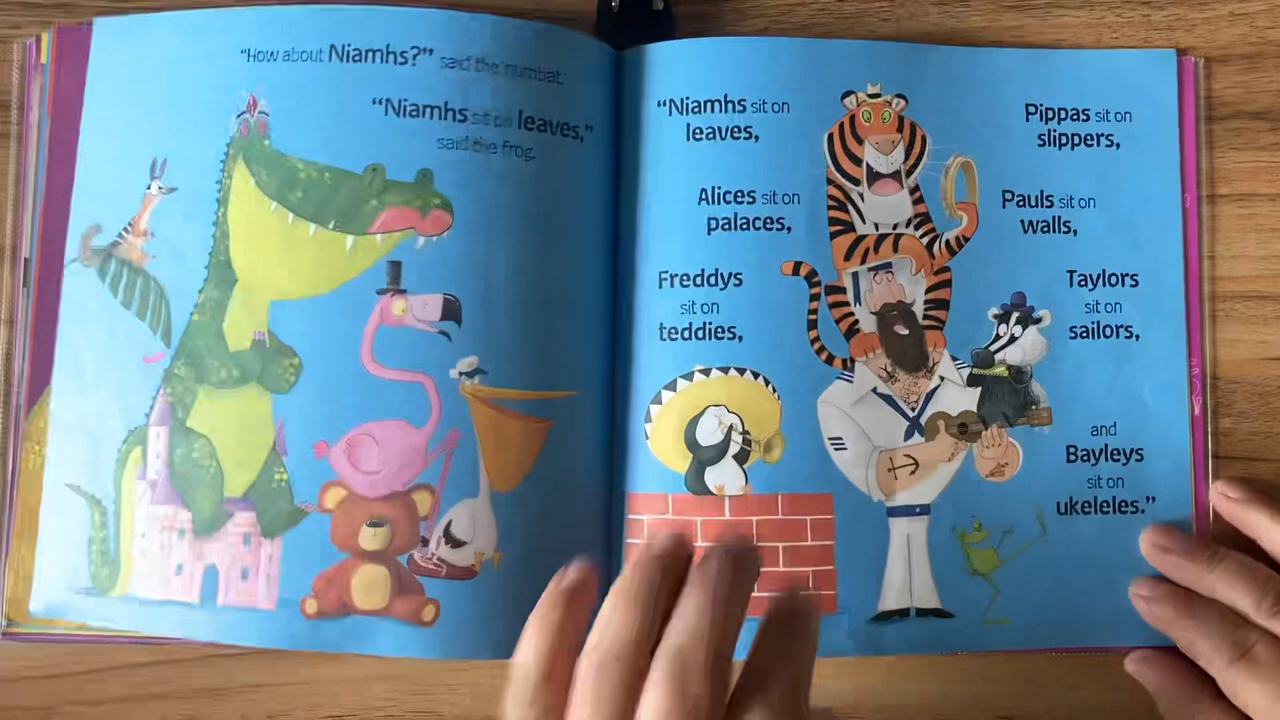 “How about Niamhs?” said the numbat.
“Niamhs sit on leaves,”
said the frog.
“Niamhs sit on
leaves,
Alices sit on
palaces,
Freddys
sit on
teddies,
Pippas sit on
slippers,
Pauls sit on
walls,
Taylors
sit on
sailors,
and
Bayleys
sit on
ukeleles.”